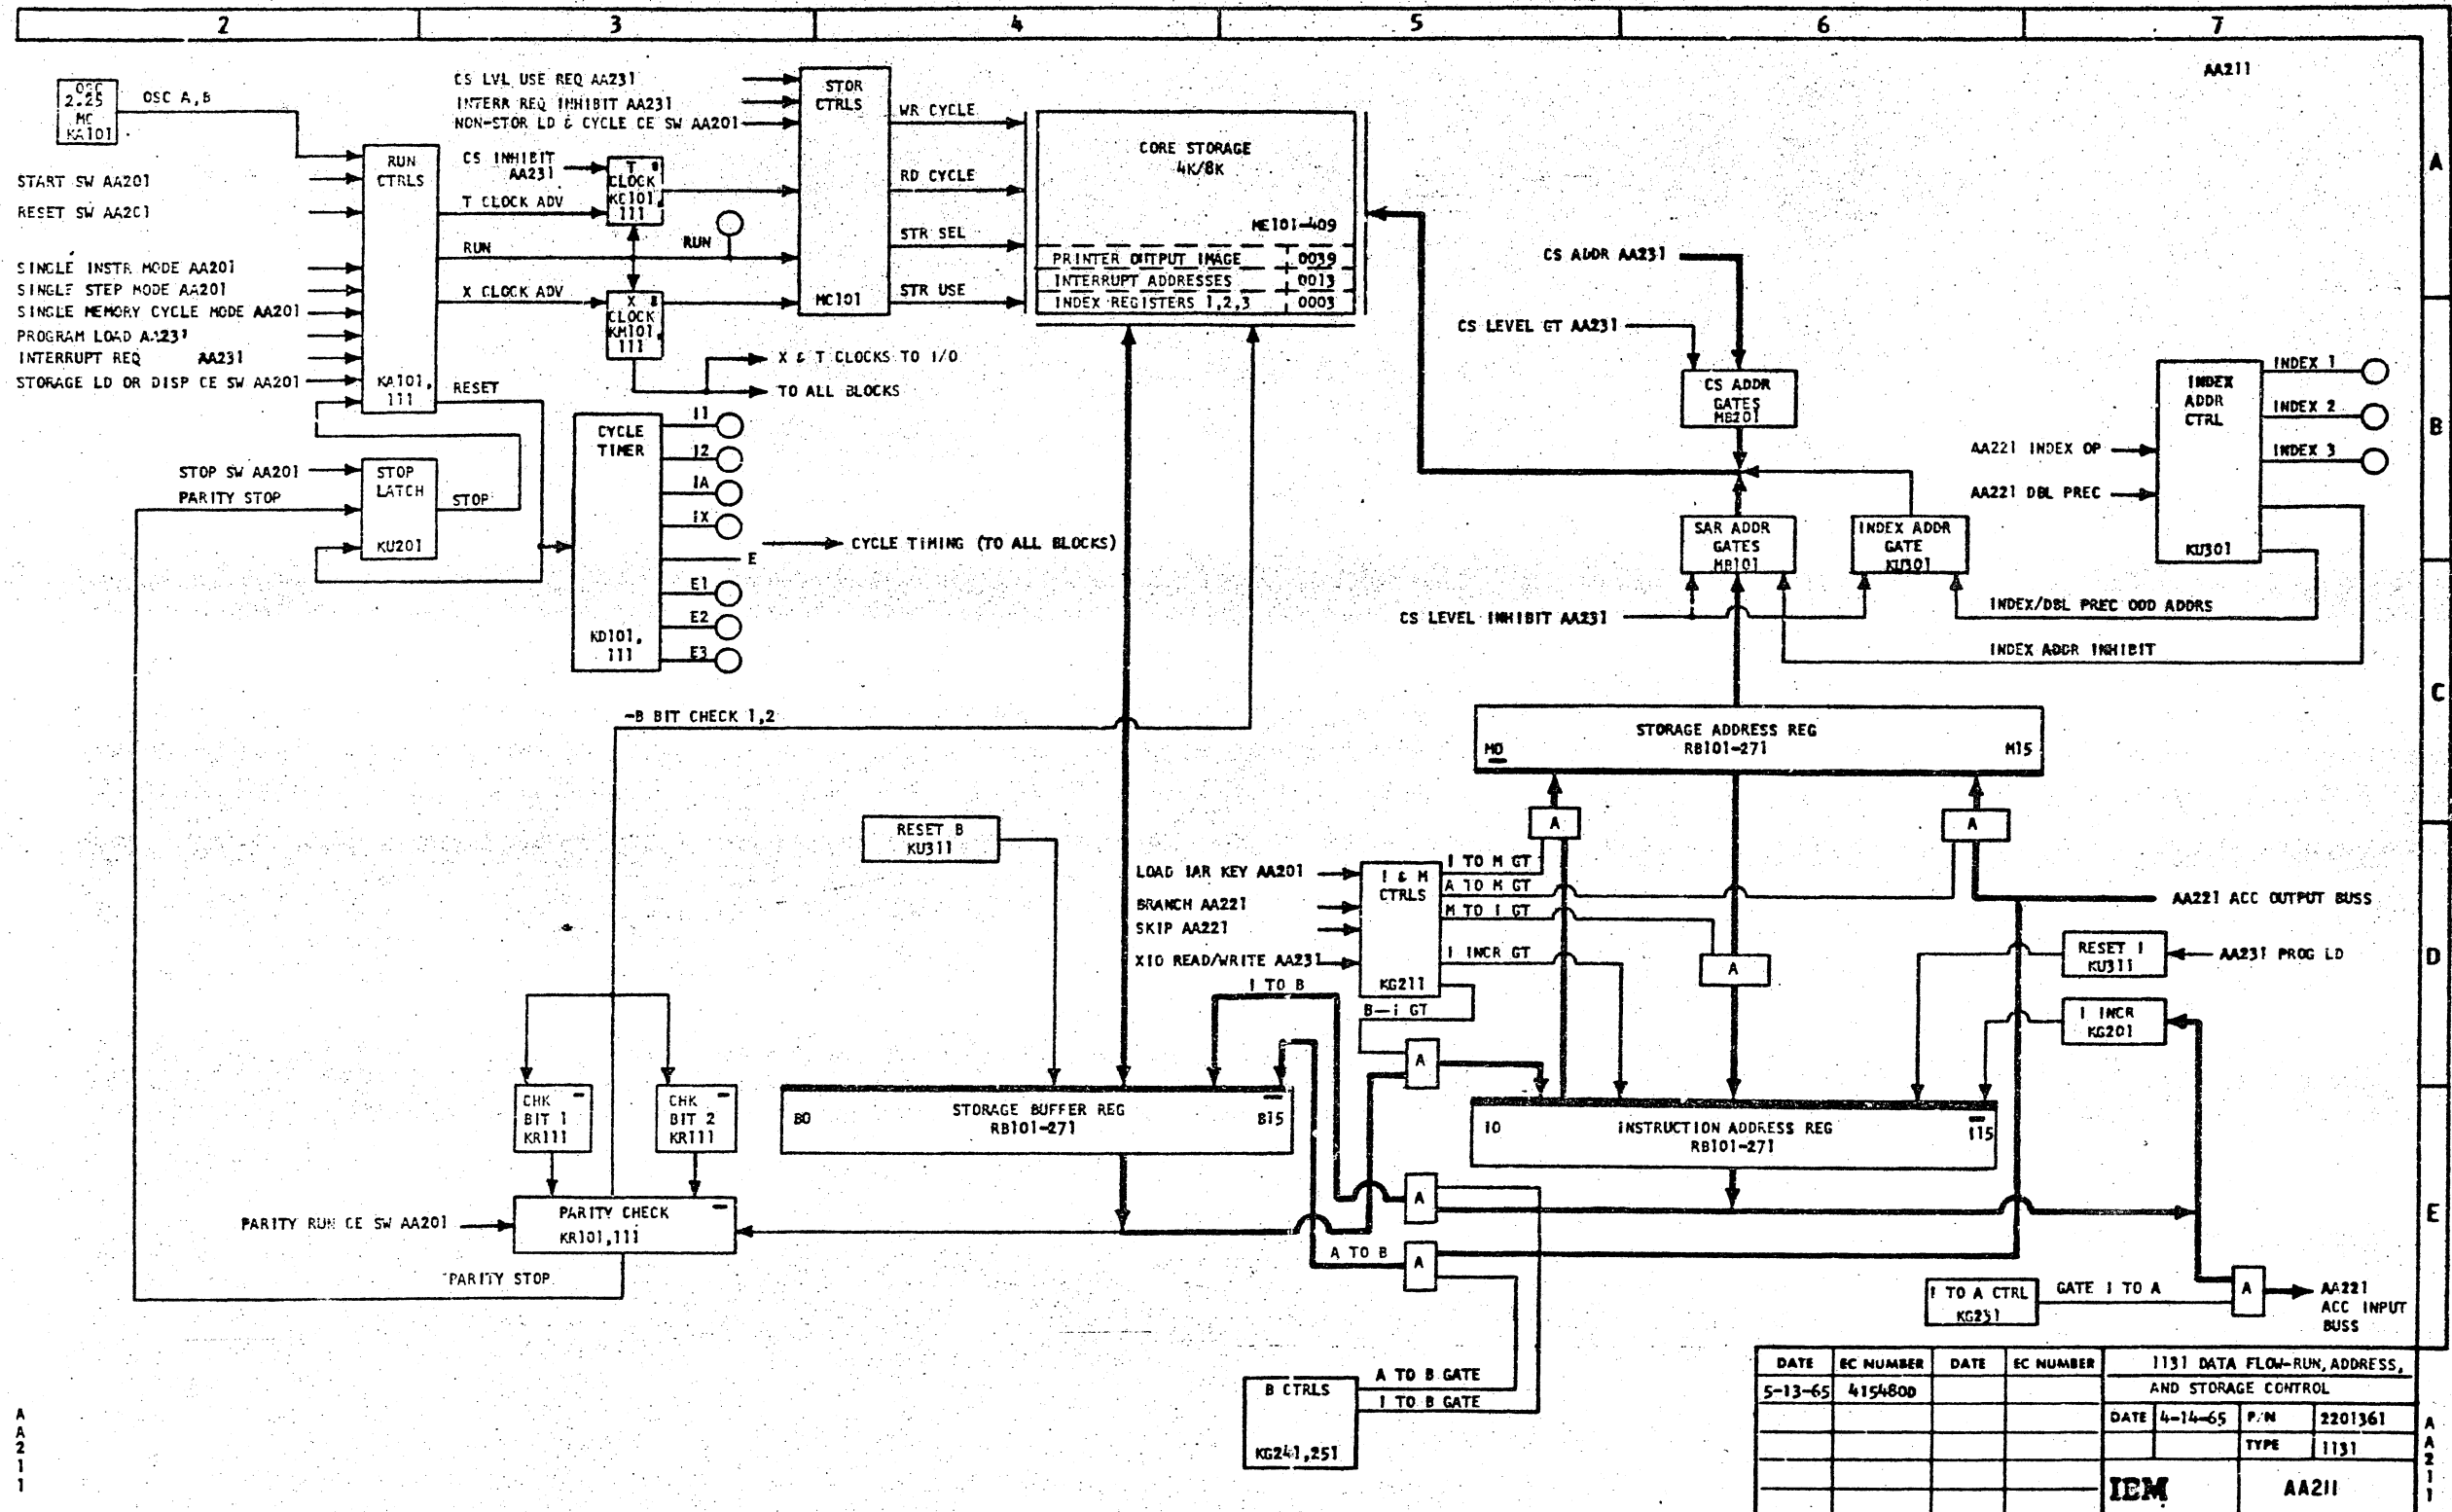 2 3 4 5 6 7
AA211
A
B
C
D
E
OSC
2.25
MC
KA101
OSC A,B
START SW AA201
RESET SW AA201
SINGLE INSTR MODE AA201
SINGLE STEP MODE AA201
SINGLE MEMORY CYCLE MODE AA201
PROGRAM LOAD AA231
INTERRUPT REQ AA231
STORAGE LD OR DISP CE SW AA201
RUN
CTRLS
KA101,
111
T CLOCK ADV
RUN
X CLOCK ADV
RESET
STOP SW AA201
PARITY STOP
STOP
LATCH
KU201
STOP
CS LVL USE REQ AA231
INTERR REQ INHIBIT AA231
NON-STOR LD & CYCLE CE SW AA201
CS INHIBIT
AA231
T
CLOCK
KC101,
111
RUN
X
CLOCK
KM101,
111
X & T CLOCKS TO I/O
TO ALL BLOCKS
STOR
CTRLS
MC101
WR CYCLE
RD CYCLE
STR SEL
STR USE
CORE STORAGE
4K/8K
ME101-409
PRINTER OUTPUT IMAGE 0039
INTERRUPT ADDRESSES 0013
INDEX REGISTERS 1,2,3 0003
CYCLE
TIMER
KD101,
111
I1
I2
IA
IX
E
E1
E2
E3
CYCLE TIMING (TO ALL BLOCKS)
CS ADDR AA231
CS LEVEL GT AA231
CS ADDR
GATES
MB201
SAR ADDR
GATES
MB101
INDEX ADDR
GATE
KU301
CS LEVEL INHIBIT AA231
AA221 INDEX OP
AA221 DBL PREC
INDEX
ADDR
CTRL
KU301
INDEX 1
INDEX 2
INDEX 3
INDEX/DBL PREC ODD ADDRS
INDEX ADDR INHIBIT
-B BIT CHECK 1,2
STORAGE ADDRESS REG
RB101-271
M0
M15
A
A
RESET B
KU311
LOAD IAR KEY AA201
BRANCH AA221
SKIP AA221
XIO READ/WRITE AA231
I & M
CTRLS
KG211
I TO M GT
A TO M GT
M TO I GT
I INCR GT
B-I GT
I TO B
A
A
AA221 ACC OUTPUT BUSS
RESET I
KU311
AA231 PROG LD
I INCR
KG201
CHK
BIT 1
KR111
CHK
BIT 2
KR111
B0
STORAGE BUFFER REG
RB101-271
B15
I0
INSTRUCTION ADDRESS REG
RB101-271
I15
PARITY RUN CE SW AA201
PARITY CHECK
KR101,111
PARITY STOP
A
A TO B
A
I TO A CTRL
KG251
GATE I TO A
A
AA221
ACC INPUT
BUSS
B CTRLS
KG241,251
A TO B GATE
I TO B GATE
DATE EC NUMBER DATE EC NUMBER
5-13-65 415480D
1131 DATA FLOW-RUN, ADDRESS,
AND STORAGE CONTROL
DATE 4-14-65 P/N 2201361
TYPE 1131
IBM AA211
AA211
AA211